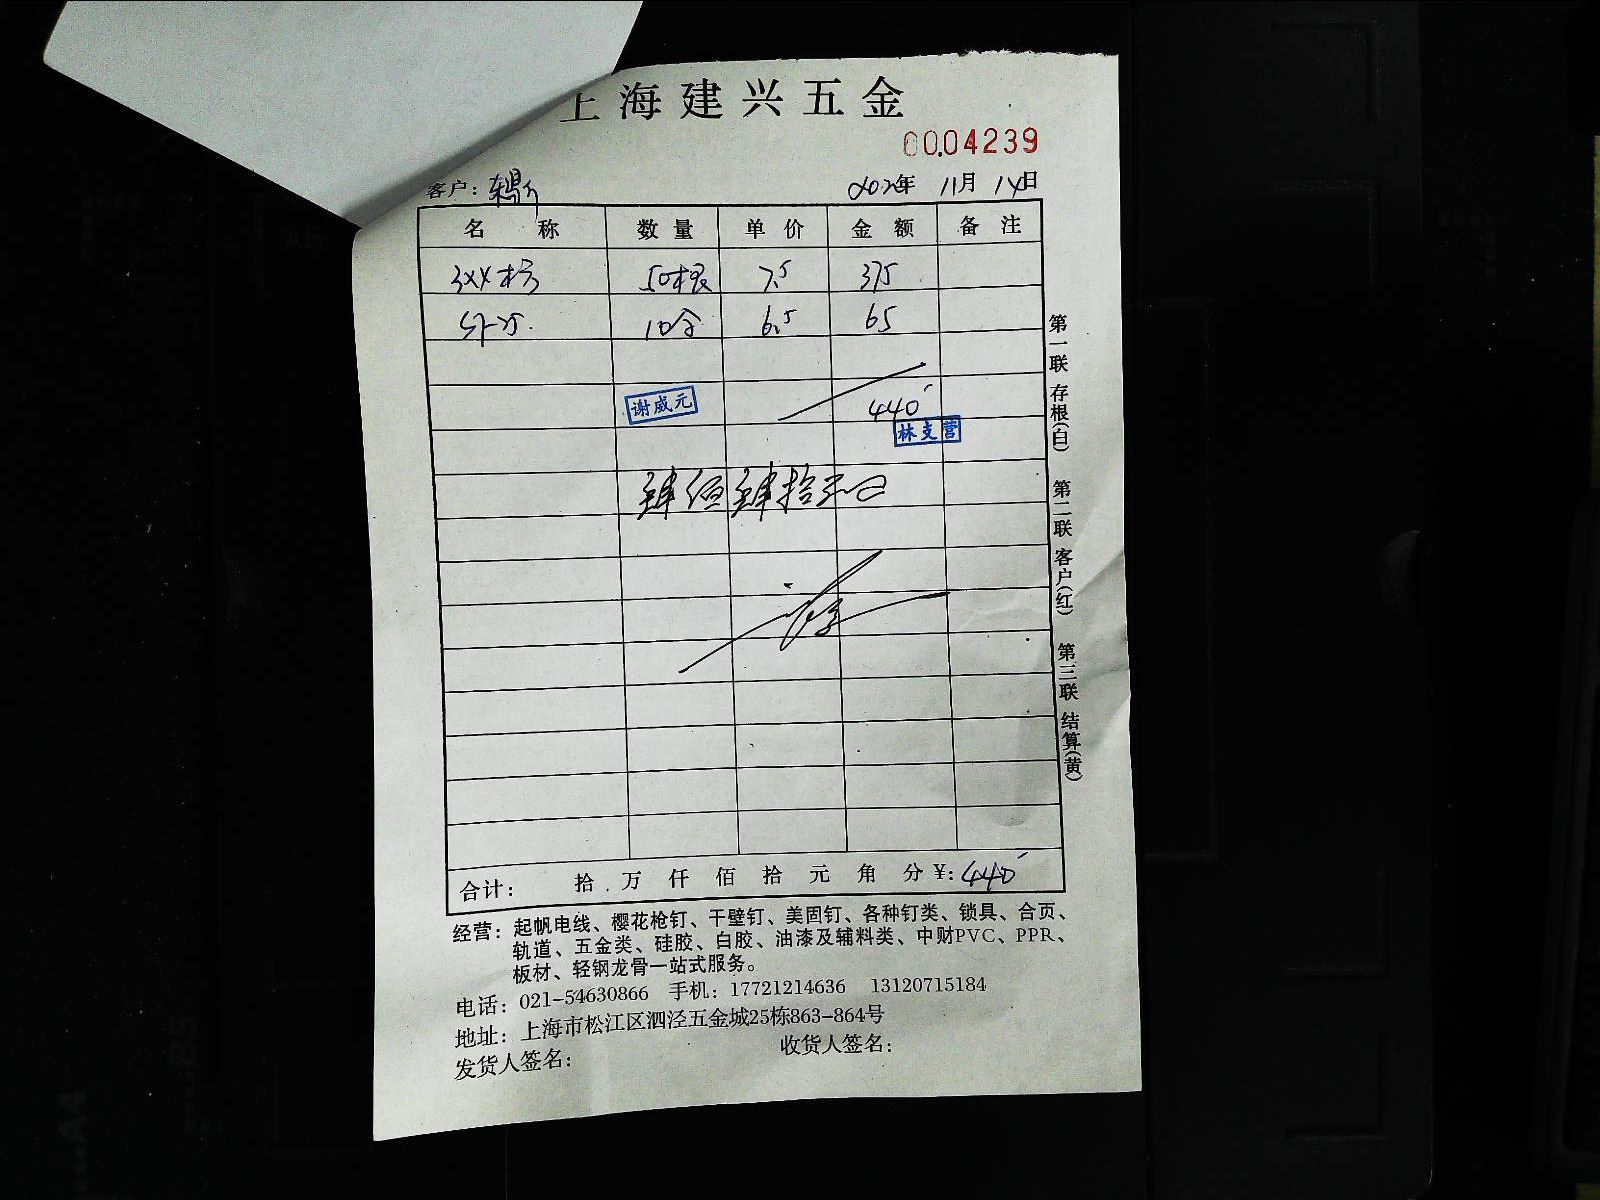 上海建兴五金
0004239
客户： 年 11月 14日
名 称 数量 单价 金额 备注
3×4木方 50根 7.5 375
10个 6.5 65
谢威元 440
林支营
肆佰肆拾元
合计： 拾 万 仟 佰 拾 元 角 分 ¥: 440
第一联 存根(白) 第二联 客户(红) 第三联 结算(黄)
经营：起帆电线、樱花枪钉、干壁钉、美固钉、各种钉类、锁具、合页、
轨道、五金类、硅胶、白胶、油漆及辅料类、中财PVC、PPR、
板材、轻钢龙骨一站式服务。
电话：021-54630866 手机：17721214636 13120715184
地址：上海市松江区泗泾五金城25栋863-864号
发货人签名： 收货人签名：